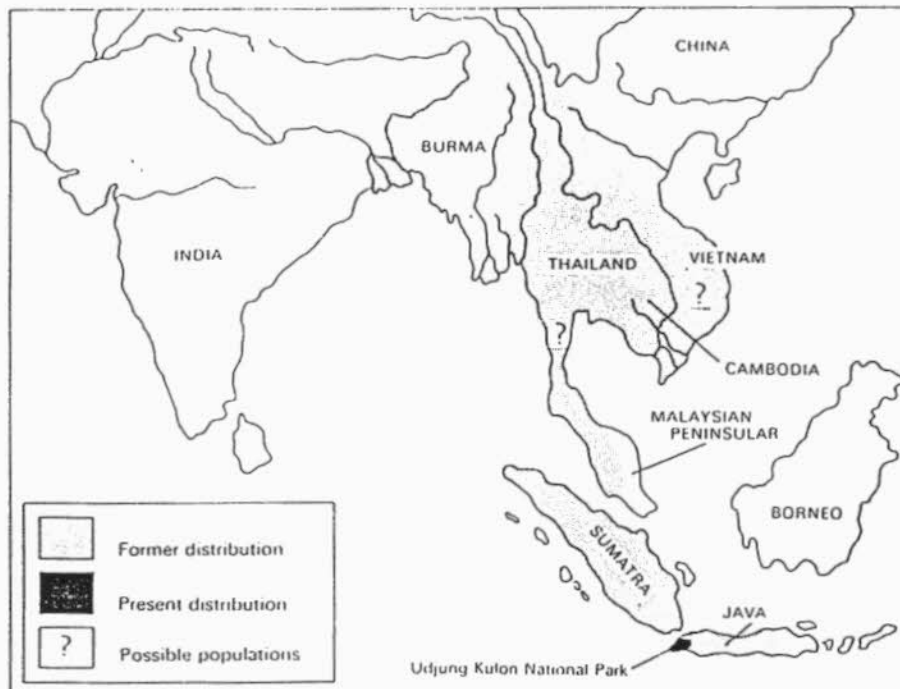 CHINA
BURMA
INDIA
THAILAND
VIETNAM
?
?
CAMBODIA
MALAYSIAN
PENINSULAR
BORNEO
SUMATRA
JAVA
Udjung Kulon National Park
Former distribution
Present distribution
? Possible populations